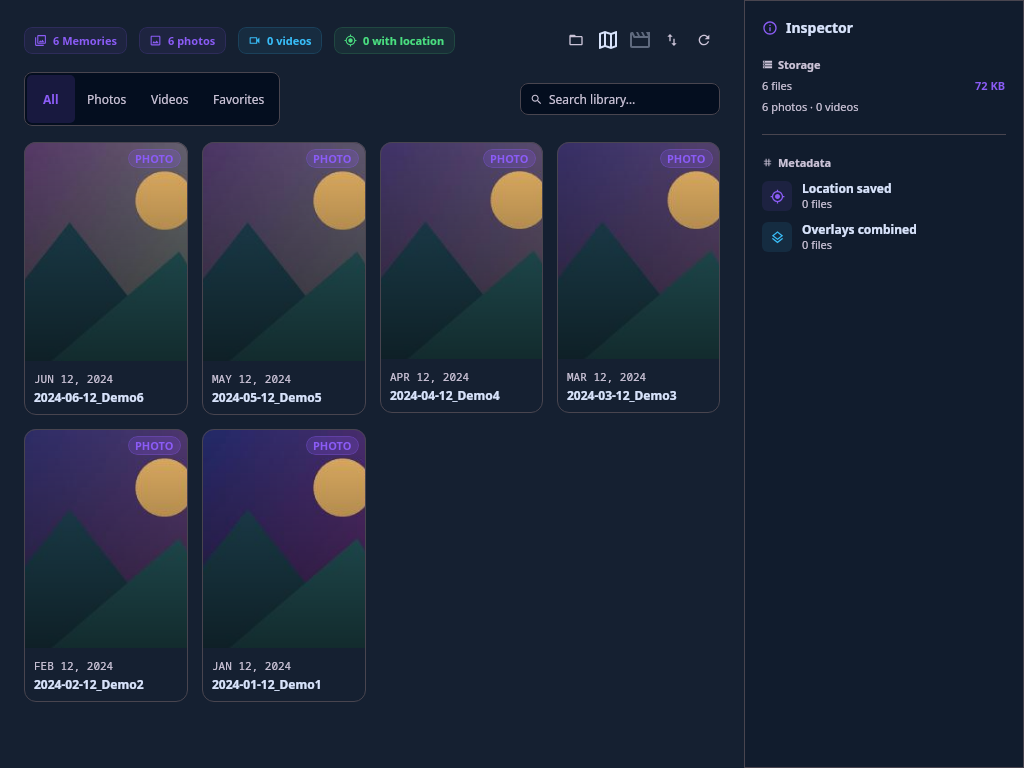 6 Memories
6 photos
0 videos
0 with location
All
Photos
Videos
Favorites
Search library...
PHOTO
JUN 12, 2024
2024-06-12_Demo6
PHOTO
MAY 12, 2024
2024-05-12_Demo5
PHOTO
APR 12, 2024
2024-04-12_Demo4
PHOTO
MAR 12, 2024
2024-03-12_Demo3
PHOTO
FEB 12, 2024
2024-02-12_Demo2
PHOTO
JAN 12, 2024
2024-01-12_Demo1
Inspector
Storage
6 files 72 KB
6 photos · 0 videos
Metadata
Location saved
0 files
Overlays combined
0 files